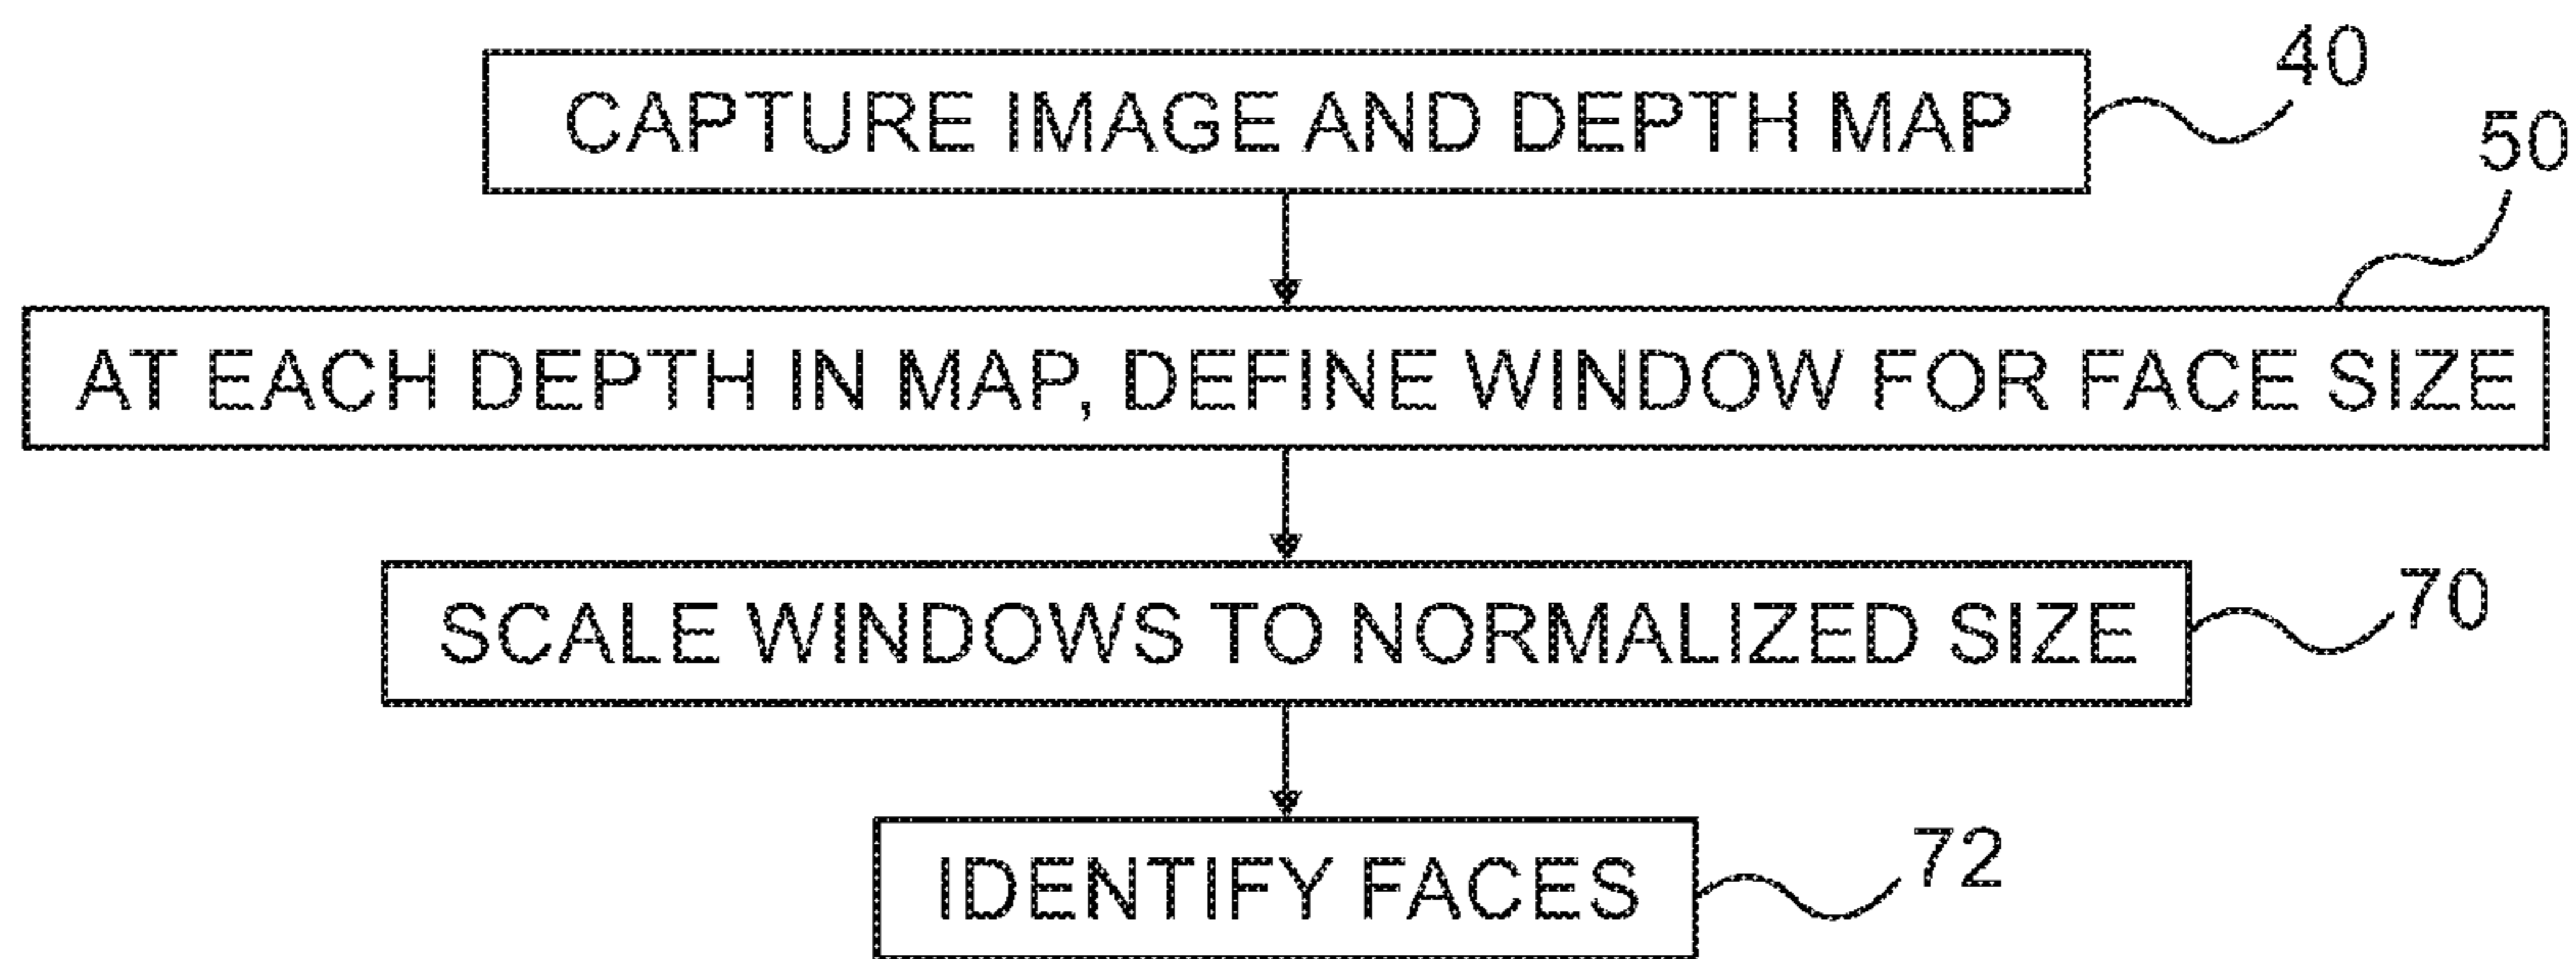 CAPTURE IMAGE AND DEPTH MAP
40
50
AT EACH DEPTH IN MAP, DEFINE WINDOW FOR FACE SIZE
SCALE WINDOWS TO NORMALIZED SIZE
70
IDENTIFY FACES
72